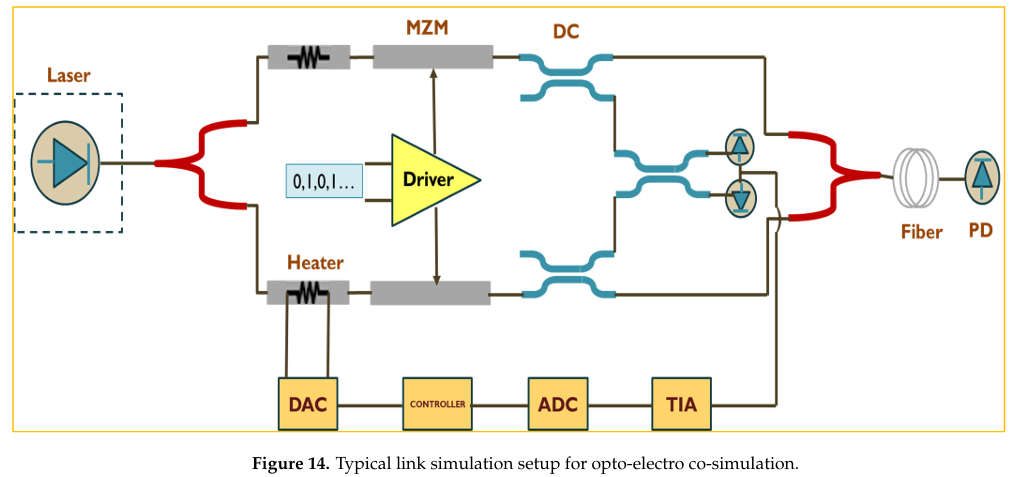 MZM
DC
Laser
0,1,0,1...
Driver
Heater
Fiber
PD
DAC
CONTROLLER
ADC
TIA
Figure 14. Typical link simulation setup for opto-electro co-simulation.